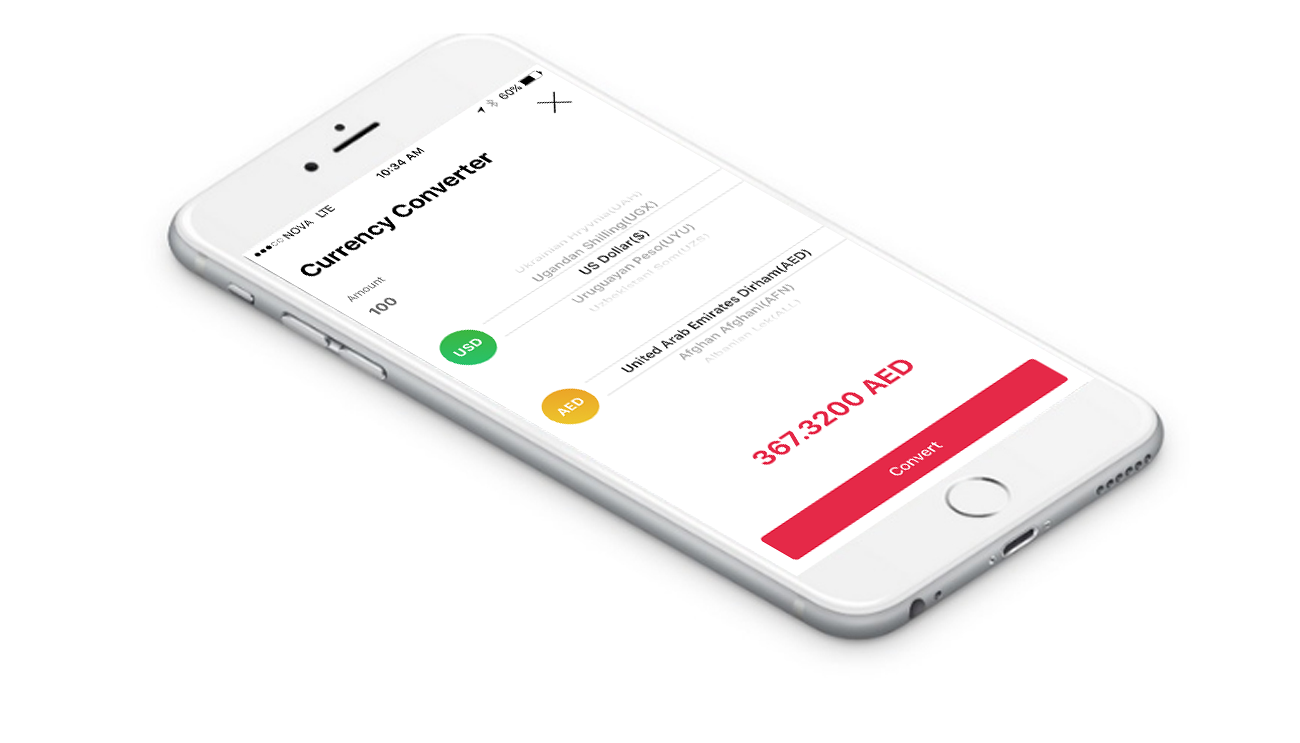 NOVA LTE
10:34 AM
60%
Currency Converter
Amount
100
Ukrainian Hryvnia(UAH)
Ugandan Shilling(UGX)
US Dollar($)
Uruguayan Peso(UYU)
Uzbekistani Som(UZS)
USD
United Arab Emirates Dirham(AED)
Afghan Afghani(AFN)
Albanian Lek(ALL)
AED
367.3200 AED
Convert